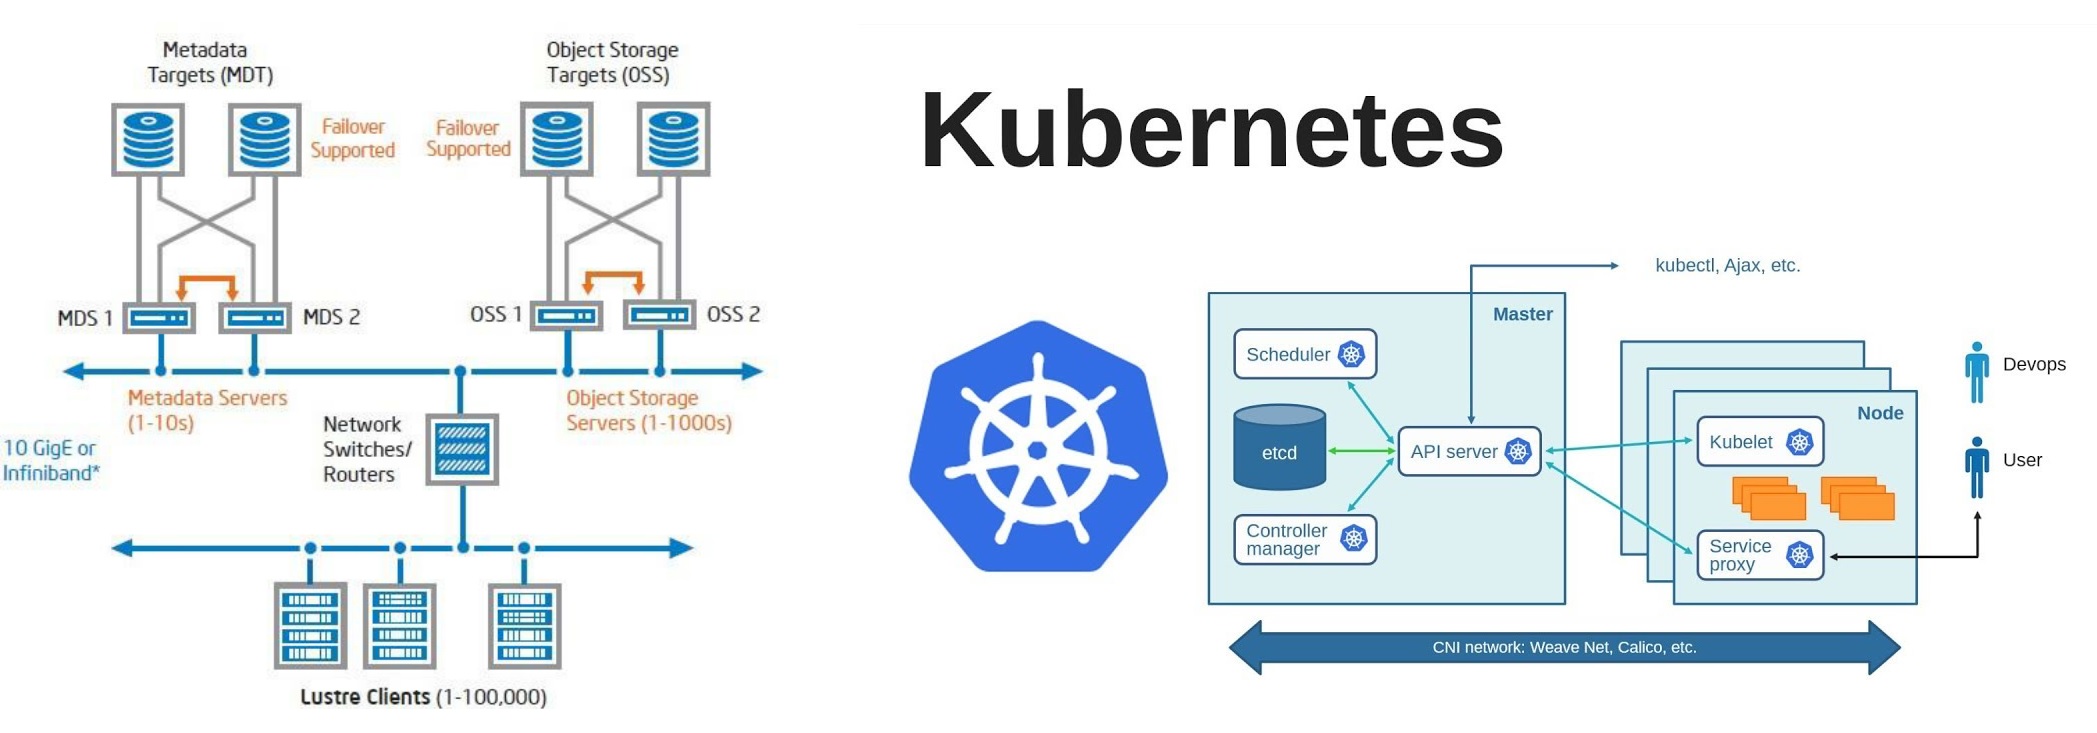 Metadata
Targets (MDT)
Object Storage
Targets (OSS)
Failover
Supported
Failover
Supported
MDS 1
MDS 2
OSS 1
OSS 2
Metadata Servers
(1-10s)
Object Storage
Servers (1-1000s)
Network
Switches/
Routers
10 GigE or
Infiniband*
Lustre Clients (1-100,000)
Kubernetes
kubectl, Ajax, etc.
Master
Scheduler
etcd
API server
Controller
manager
Node
Kubelet
Service
proxy
Devops
User
CNI network: Weave Net, Calico, etc.